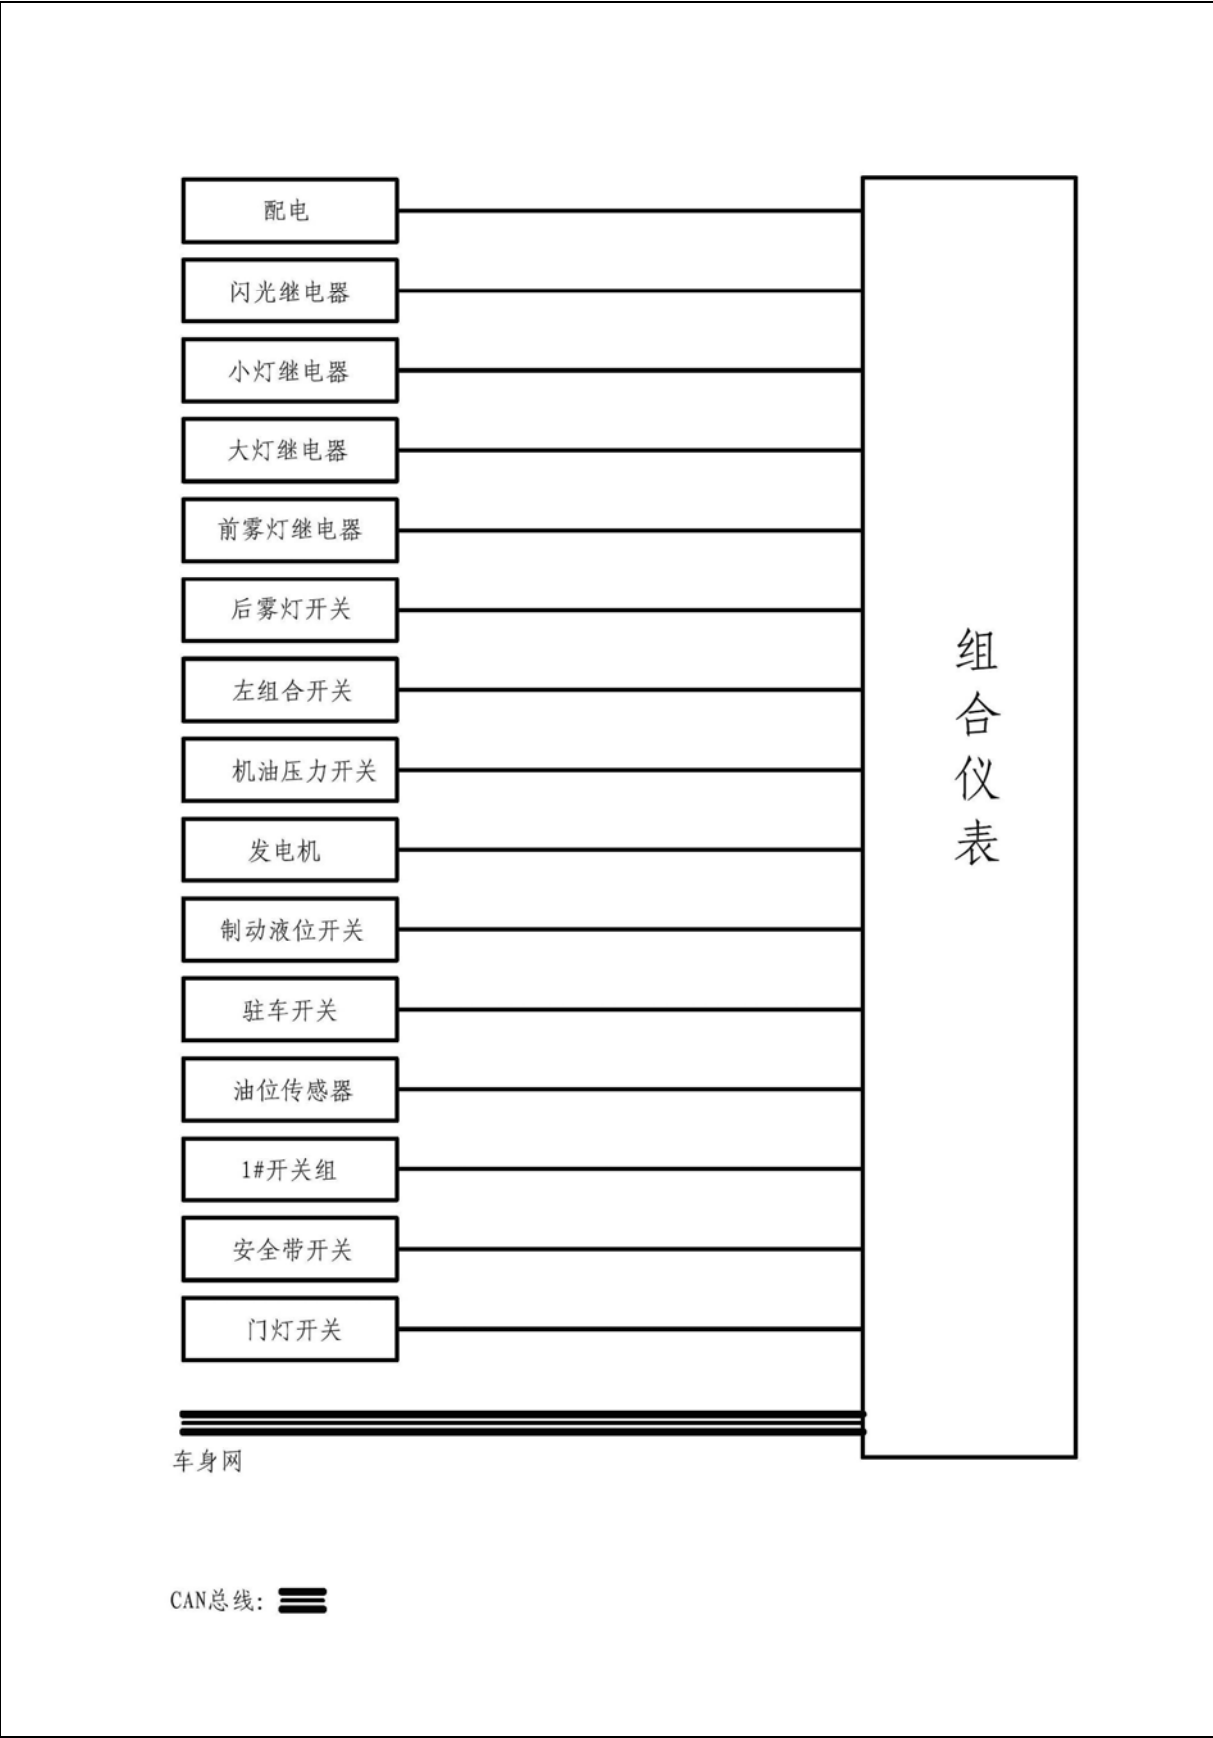 配电
闪光继电器
小灯继电器
大灯继电器
前雾灯继电器
后雾灯开关
左组合开关
机油压力开关
发电机
制动液位开关
驻车开关
油位传感器
1#开关组
安全带开关
门灯开关
组合仪表
车身网
CAN总线: